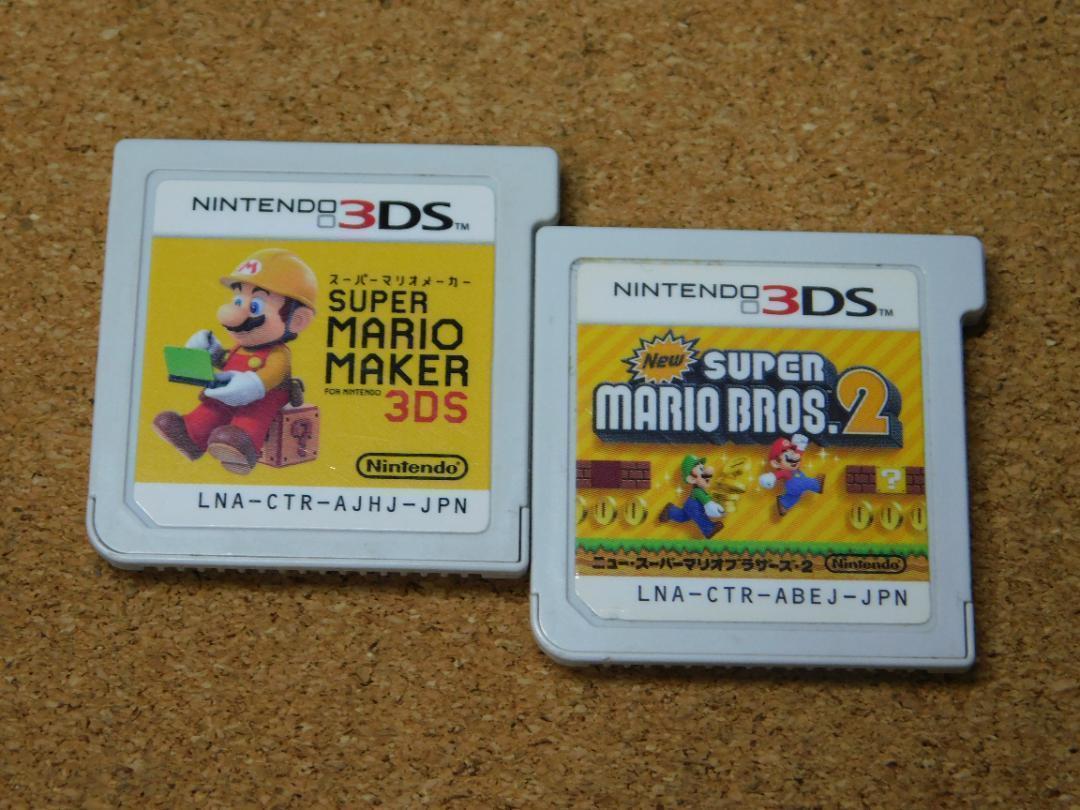 NINTENDO 3DS™
スーパーマリオメーカー
SUPER
MARIO
MAKER
FOR NINTENDO
3DS
Nintendo
LNA-CTR-AJHJ-JPN
NINTENDO 3DS™
New SUPER
MARIO BROS. 2
ニュー・スーパーマリオブラザーズ・2
Nintendo
LNA-CTR-ABEJ-JPN